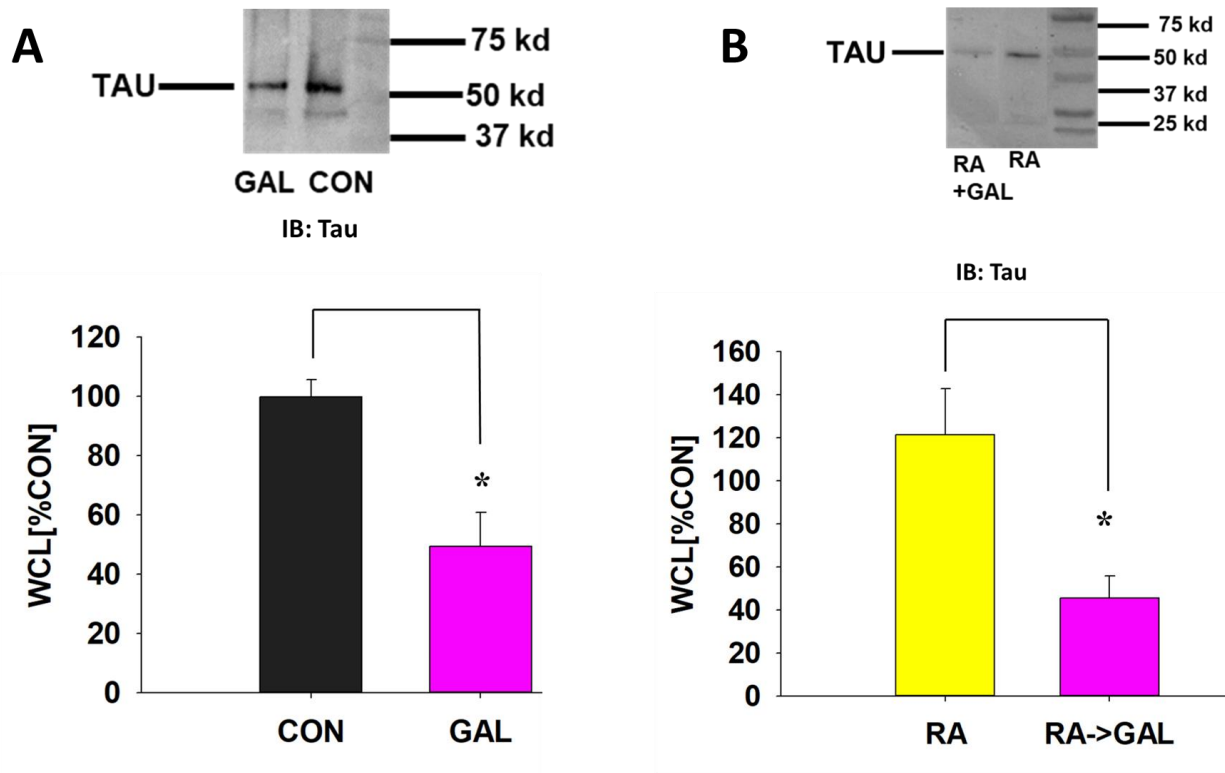 A
TAU
75 kd
50 kd
37 kd
GAL CON
IB: Tau
120
100
80
60
40
20
0
WCL[%CON]
*
CON GAL
B
TAU
75 kd
50 kd
37 kd
25 kd
RA RA
+GAL
IB: Tau
160
140
120
100
80
60
40
20
0
WCL[%CON]
*
RA RA->GAL